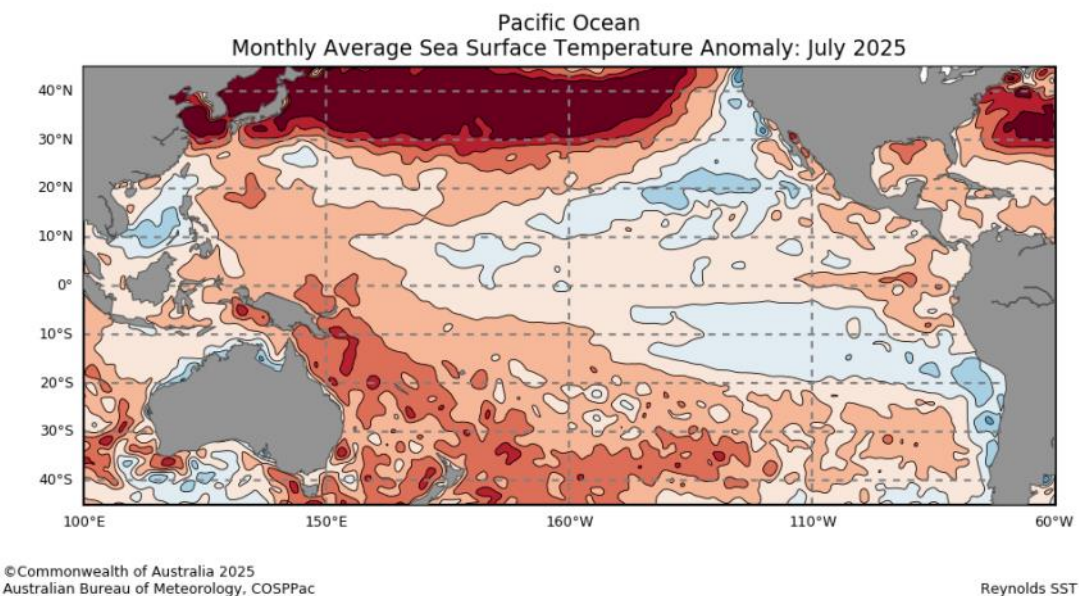 Pacific Ocean
Monthly Average Sea Surface Temperature Anomaly: July 2025
40°N
30°N
20°N
10°N
0°
10°S
20°S
30°S
40°S
100°E 150°E 160°W 110°W 60°W
©Commonwealth of Australia 2025
Australian Bureau of Meteorology, COSPPac Reynolds SST